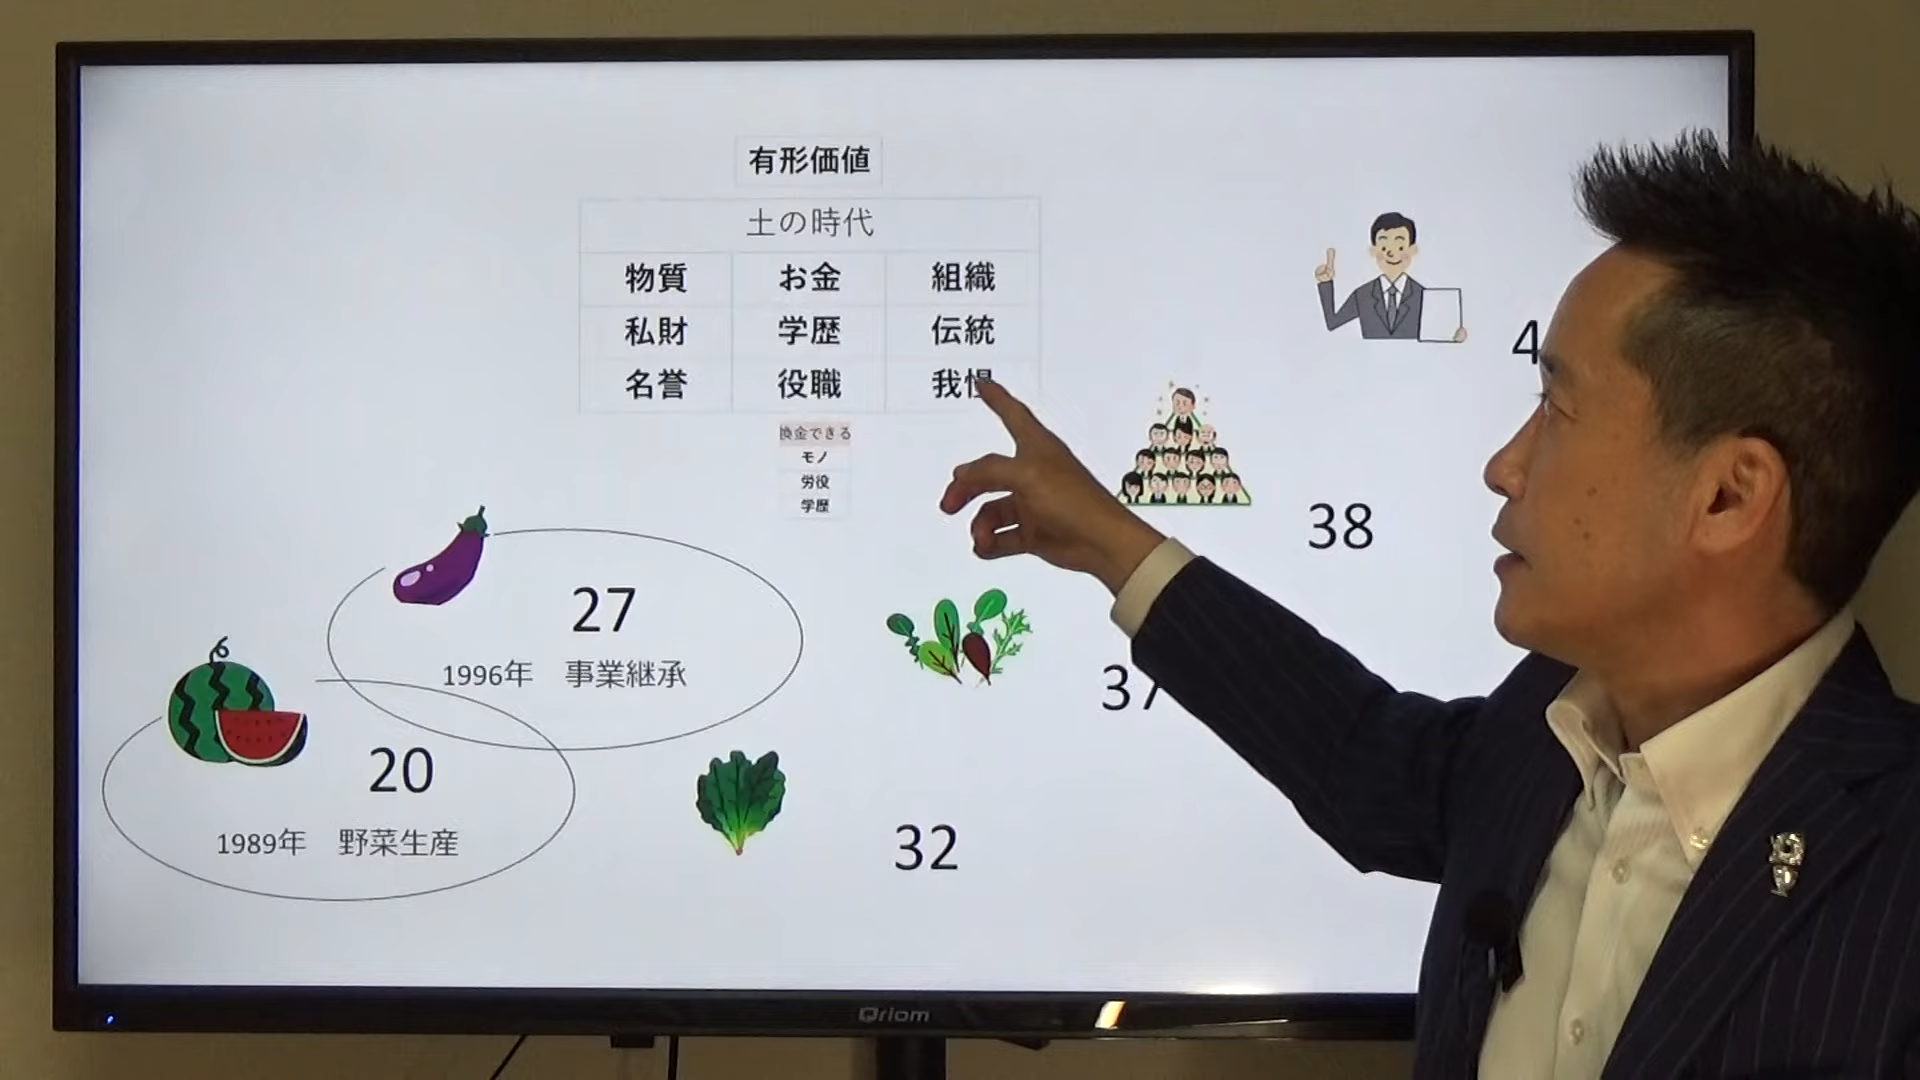 有形価値
土の時代
物質 お金 組織
私財 学歴 伝統
名誉 役職 我慢
換金できる
モノ
労役
学歴
4
38
27
1996年 事業継承
37
20
1989年 野菜生産
32
Qriom